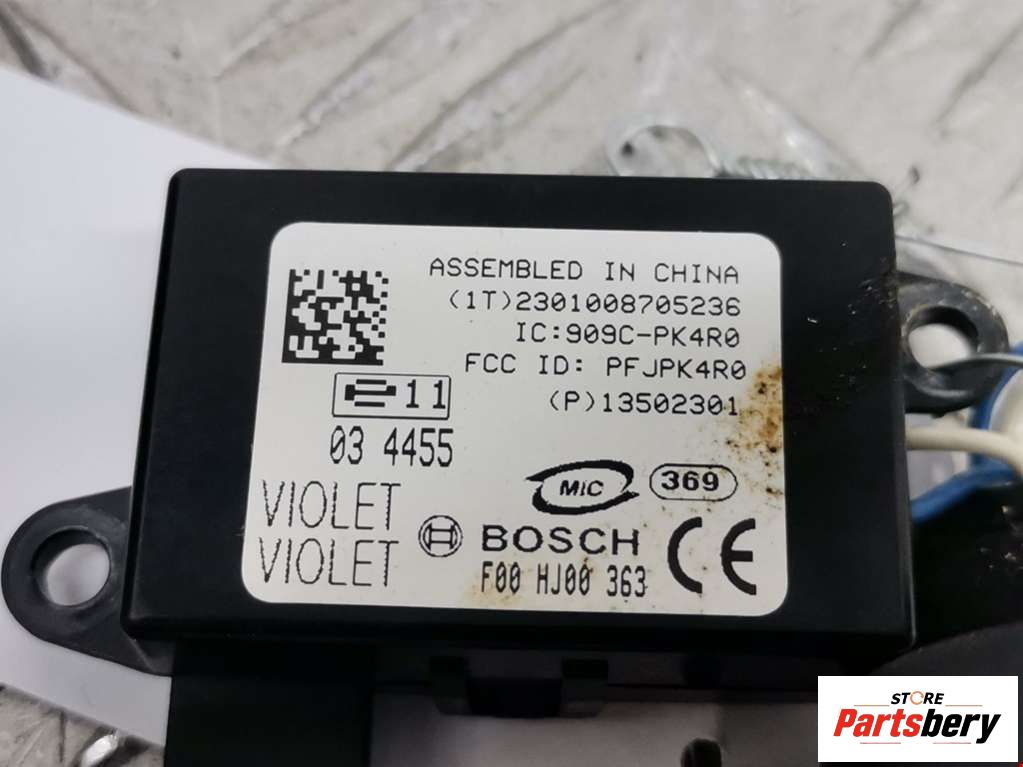 ASSEMBLED IN CHINA
(1T)2301008705236
IC:909C-PK4R0
FCC ID: PFJPK4R0
11
(P)13502301
03 4455
MIC 369
VIOLET
VIOLET
BOSCH
CE
F00 HJ00 363
STORE
Partsbery